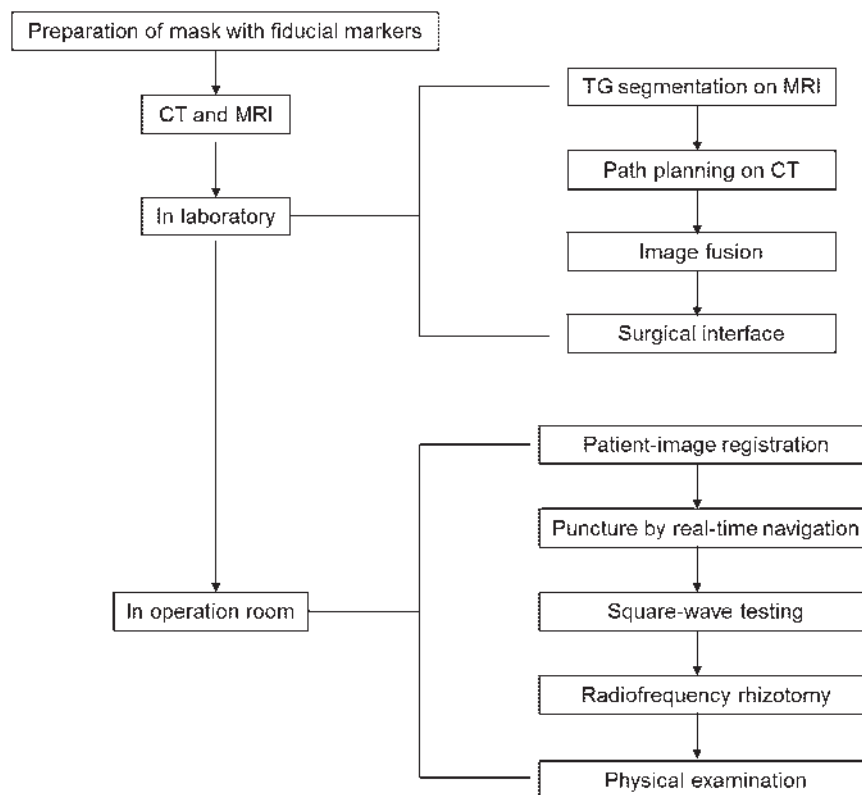 Preparation of mask with fiducial markers
CT and MRI
In laboratory
TG segmentation on MRI
Path planning on CT
Image fusion
Surgical interface
In operation room
Patient-image registration
Puncture by real-time navigation
Square-wave testing
Radiofrequency rhizotomy
Physical examination